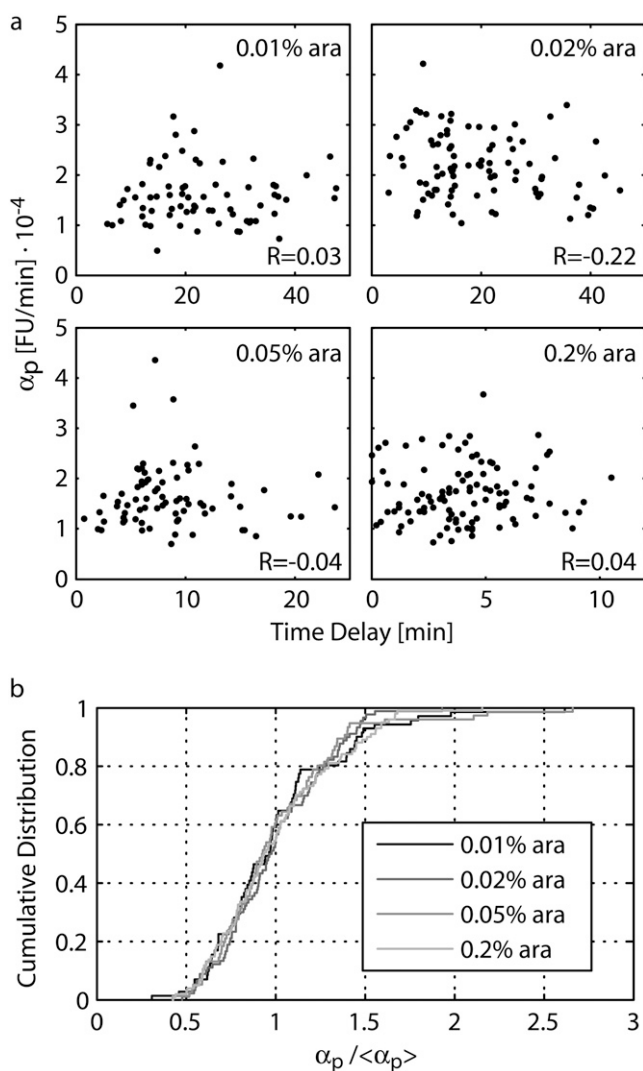 a
αp [FU/min] · 10-4
5
4
3
2
1
0
0.01% ara
R=0.03
0 20 40
0.02% ara
R=-0.22
0 20 40
5
4
3
2
1
0
0.05% ara
R=-0.04
0 10 20
0.2% ara
R=0.04
0 5 10
Time Delay [min]
b
Cumulative Distribution
1
0.8
0.6
0.4
0.2
0
0.01% ara
0.02% ara
0.05% ara
0.2% ara
0 0.5 1 1.5 2 2.5 3
αp /<αp>